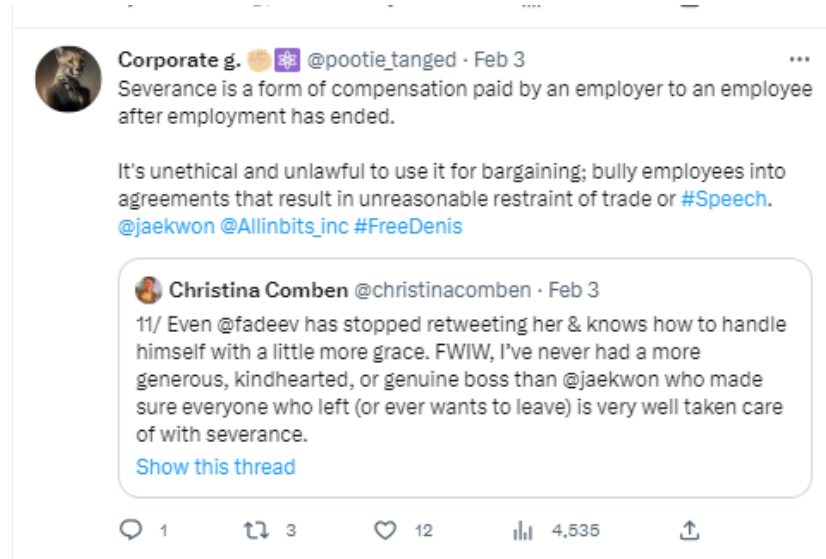 Corporate g. ✊🏼⚛️ @pootie_tanged · Feb 3
Severance is a form of compensation paid by an employer to an employee
after employment has ended.
It's unethical and unlawful to use it for bargaining; bully employees into
agreements that result in unreasonable restraint of trade or #Speech.
@jaekwon @Allinbits_inc #FreeDenis
Christina Comben @christinacomben · Feb 3
11/ Even @fadeev has stopped retweeting her & knows how to handle
himself with a little more grace. FWIW, I've never had a more
generous, kindhearted, or genuine boss than @jaekwon who made
sure everyone who left (or ever wants to leave) is very well taken care
of with severance.
Show this thread
1 3 12 4,535